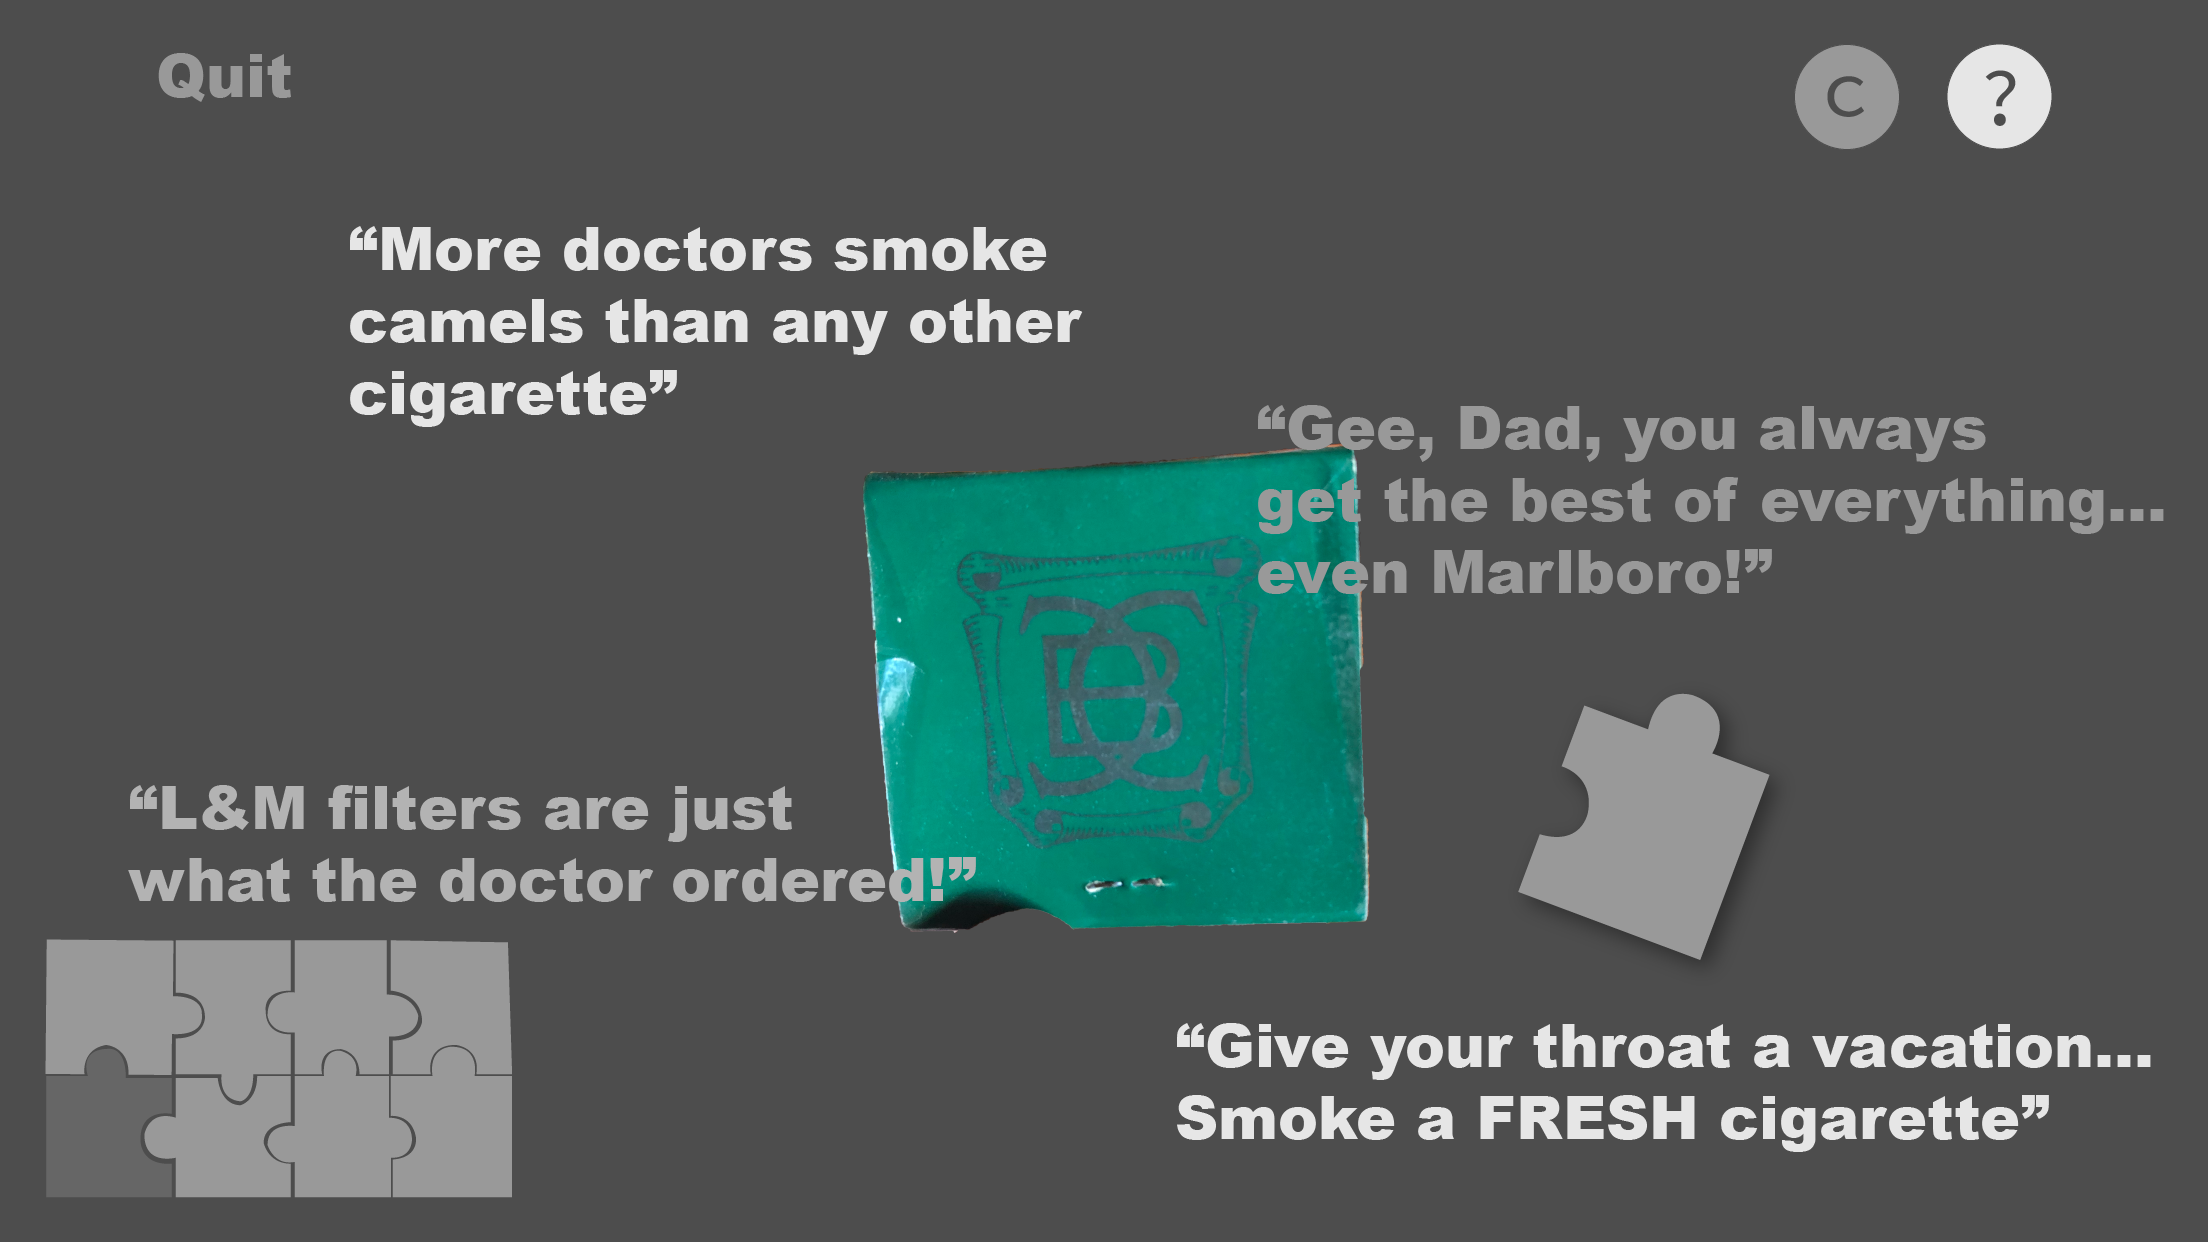 Quit
C
?
“More doctors smoke
camels than any other
cigarette”
“Gee, Dad, you always
get the best of everything...
even Marlboro!”
“L&M filters are just
what the doctor ordered!”
“Give your throat a vacation...
Smoke a FRESH cigarette”